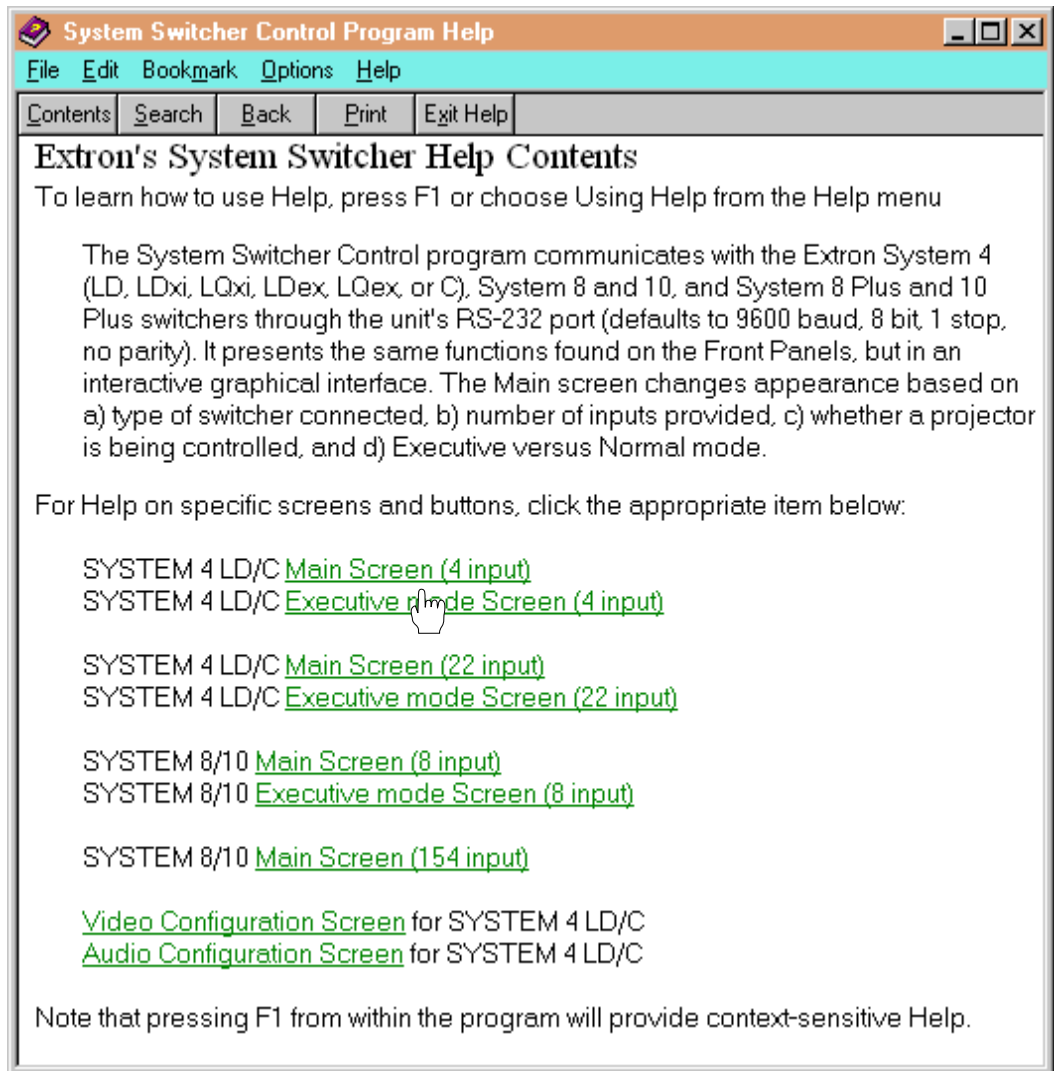 System Switcher Control Program Help
File Edit Bookmark Options Help
Contents Search Back Print Exit Help
Extron's System Switcher Help Contents
To learn how to use Help, press F1 or choose Using Help from the Help menu
The System Switcher Control program communicates with the Extron System 4
(LD, LDxi, LQxi, LDex, LQex, or C), System 8 and 10, and System 8 Plus and 10
Plus switchers through the unit's RS-232 port (defaults to 9600 baud, 8 bit, 1 stop,
no parity). It presents the same functions found on the Front Panels, but in an
interactive graphical interface. The Main screen changes appearance based on
a) type of switcher connected, b) number of inputs provided, c) whether a projector
is being controlled, and d) Executive versus Normal mode.
For Help on specific screens and buttons, click the appropriate item below:
SYSTEM 4 LD/C Main Screen (4 input)
SYSTEM 4 LD/C Executive mode Screen (4 input)
SYSTEM 4 LD/C Main Screen (22 input)
SYSTEM 4 LD/C Executive mode Screen (22 input)
SYSTEM 8/10 Main Screen (8 input)
SYSTEM 8/10 Executive mode Screen (8 input)
SYSTEM 8/10 Main Screen (154 input)
Video Configuration Screen for SYSTEM 4 LD/C
Audio Configuration Screen for SYSTEM 4 LD/C
Note that pressing F1 from within the program will provide context-sensitive Help.